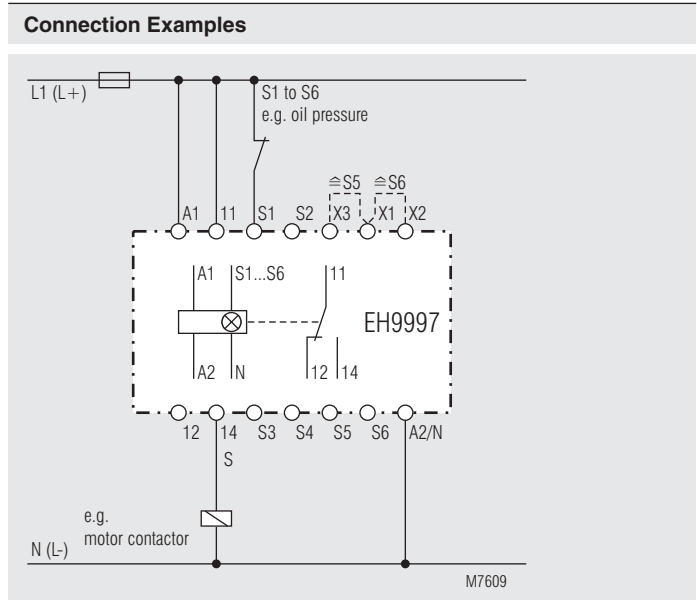 Connection Examples
L1 (L+)
S1 to S6
e.g. oil pressure
≙S5 ≙S6
A1 11 S1 S2 X3 X1 X2
A1 S1...S6 11
EH9997
A2 N 12 14
12 14 S3 S4 S5 S6 A2/N
S
e.g.
motor contactor
N (L-)
M7609